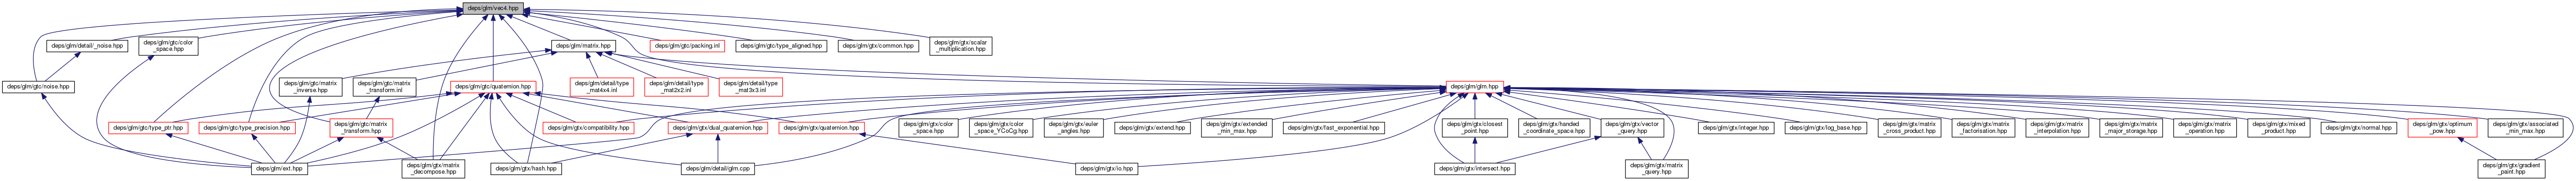 deps/glm/vec4.hpp
deps/glm/detail/_noise.hpp
deps/glm/gtc/color
_space.hpp
deps/glm/matrix.hpp
deps/glm/gtc/packing.inl
deps/glm/gtc/type_aligned.hpp
deps/glm/gtx/common.hpp
deps/glm/gtx/scalar
_multiplication.hpp
deps/glm/gtc/noise.hpp
deps/glm/gtc/matrix
_inverse.hpp
deps/glm/gtc/matrix
_transform.inl
deps/glm/gtc/quaternion.hpp
deps/glm/detail/type
_mat4x4.inl
deps/glm/detail/type
_mat2x2.inl
deps/glm/detail/type
_mat3x3.inl
deps/glm/glm.hpp
deps/glm/gtc/type_ptr.hpp
deps/glm/gtc/type_precision.hpp
deps/glm/gtc/matrix
_transform.hpp
deps/glm/gtx/compatibility.hpp
deps/glm/gtx/dual_quaternion.hpp
deps/glm/gtx/quaternion.hpp
deps/glm/gtx/color
_space.hpp
deps/glm/gtx/color
_space_YCoCg.hpp
deps/glm/gtx/euler
_angles.hpp
deps/glm/gtx/extend.hpp
deps/glm/gtx/extended
_min_max.hpp
deps/glm/gtx/fast_exponential.hpp
deps/glm/gtx/closest
_point.hpp
deps/glm/gtx/handed
_coordinate_space.hpp
deps/glm/gtx/vector
_query.hpp
deps/glm/gtx/integer.hpp
deps/glm/gtx/log_base.hpp
deps/glm/gtx/matrix
_cross_product.hpp
deps/glm/gtx/matrix
_factorisation.hpp
deps/glm/gtx/matrix
_interpolation.hpp
deps/glm/gtx/matrix
_major_storage.hpp
deps/glm/gtx/matrix
_operation.hpp
deps/glm/gtx/mixed
_product.hpp
deps/glm/gtx/normal.hpp
deps/glm/gtx/optimum
_pow.hpp
deps/glm/gtx/associated
_min_max.hpp
deps/glm/ext.hpp
deps/glm/gtx/matrix
_decompose.hpp
deps/glm/gtx/hash.hpp
deps/glm/detail/glm.cpp
deps/glm/gtx/io.hpp
deps/glm/gtx/intersect.hpp
deps/glm/gtx/matrix
_query.hpp
deps/glm/gtx/gradient
_paint.hpp